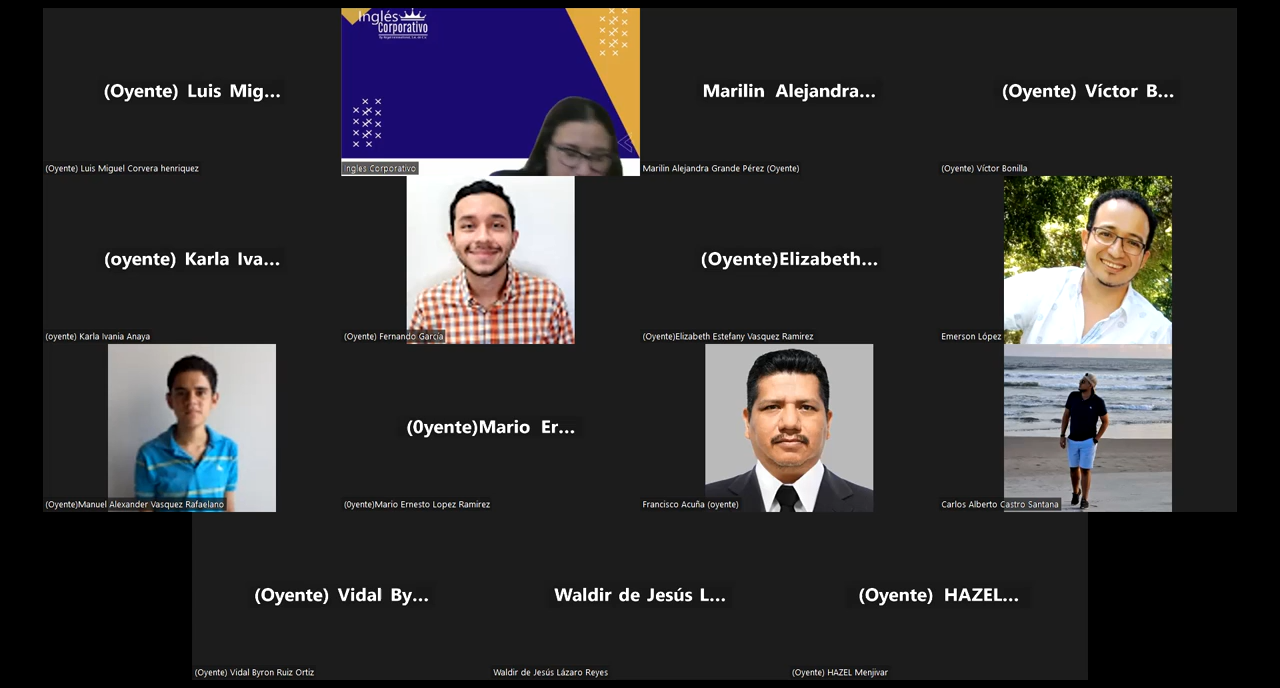 (Oyente) Luis Mig...
(Oyente) Luis Miguel Corvera henriquez
Inglés
Corporativo
Inglés Corporativo
Marilin Alejandra...
Marilin Alejandra Grande Pérez (Oyente)
(Oyente) Víctor B...
(Oyente) Víctor Bonilla
(oyente) Karla Iva...
(oyente) Karla Ivania Anaya
(Oyente) Fernando García
(Oyente)Elizabeth...
(Oyente)Elizabeth Estefany Vasquez Ramirez
Emerson López
(Oyente)Manuel Alexander Vasquez Rafaelano
(0yente)Mario Er...
(0yente)Mario Ernesto Lopez Ramirez
Francisco Acuña (oyente)
Carlos Alberto Castro Santana
(Oyente) Vidal By...
(Oyente) Vidal Byron Ruiz Ortiz
Waldir de Jesús L...
Waldir de Jesús Lázaro Reyes
(Oyente) HAZEL...
(Oyente) HAZEL Menjivar